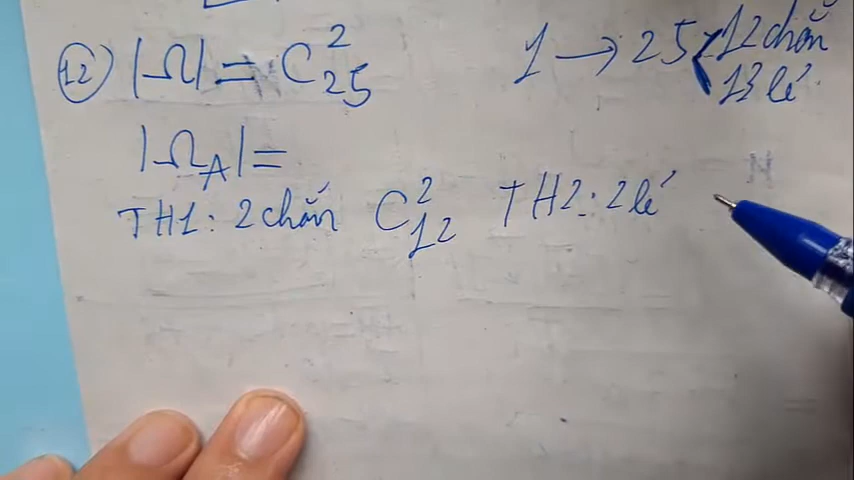 12) |Ω| = C²₂₅ 1 → 25 < 12 chẵn
13 lẻ
|Ω_A| =
TH1: 2 chẵn C²₁₂ TH2: 2 lẻ